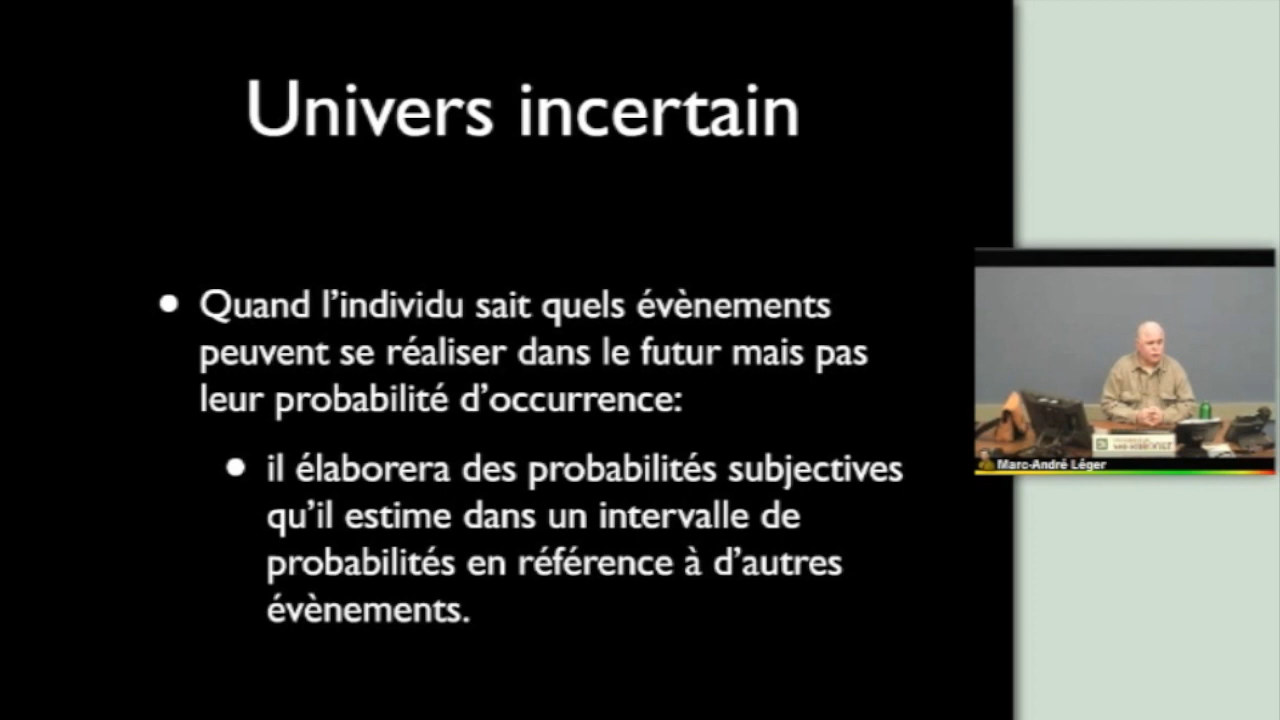 Univers incertain
Quand l’individu sait quels évènements
peuvent se réaliser dans le futur mais pas
leur probabilité d’occurrence:
il élaborera des probabilités subjectives
qu’il estime dans un intervalle de
probabilités en référence à d’autres
évènements.
Marc-André Léger